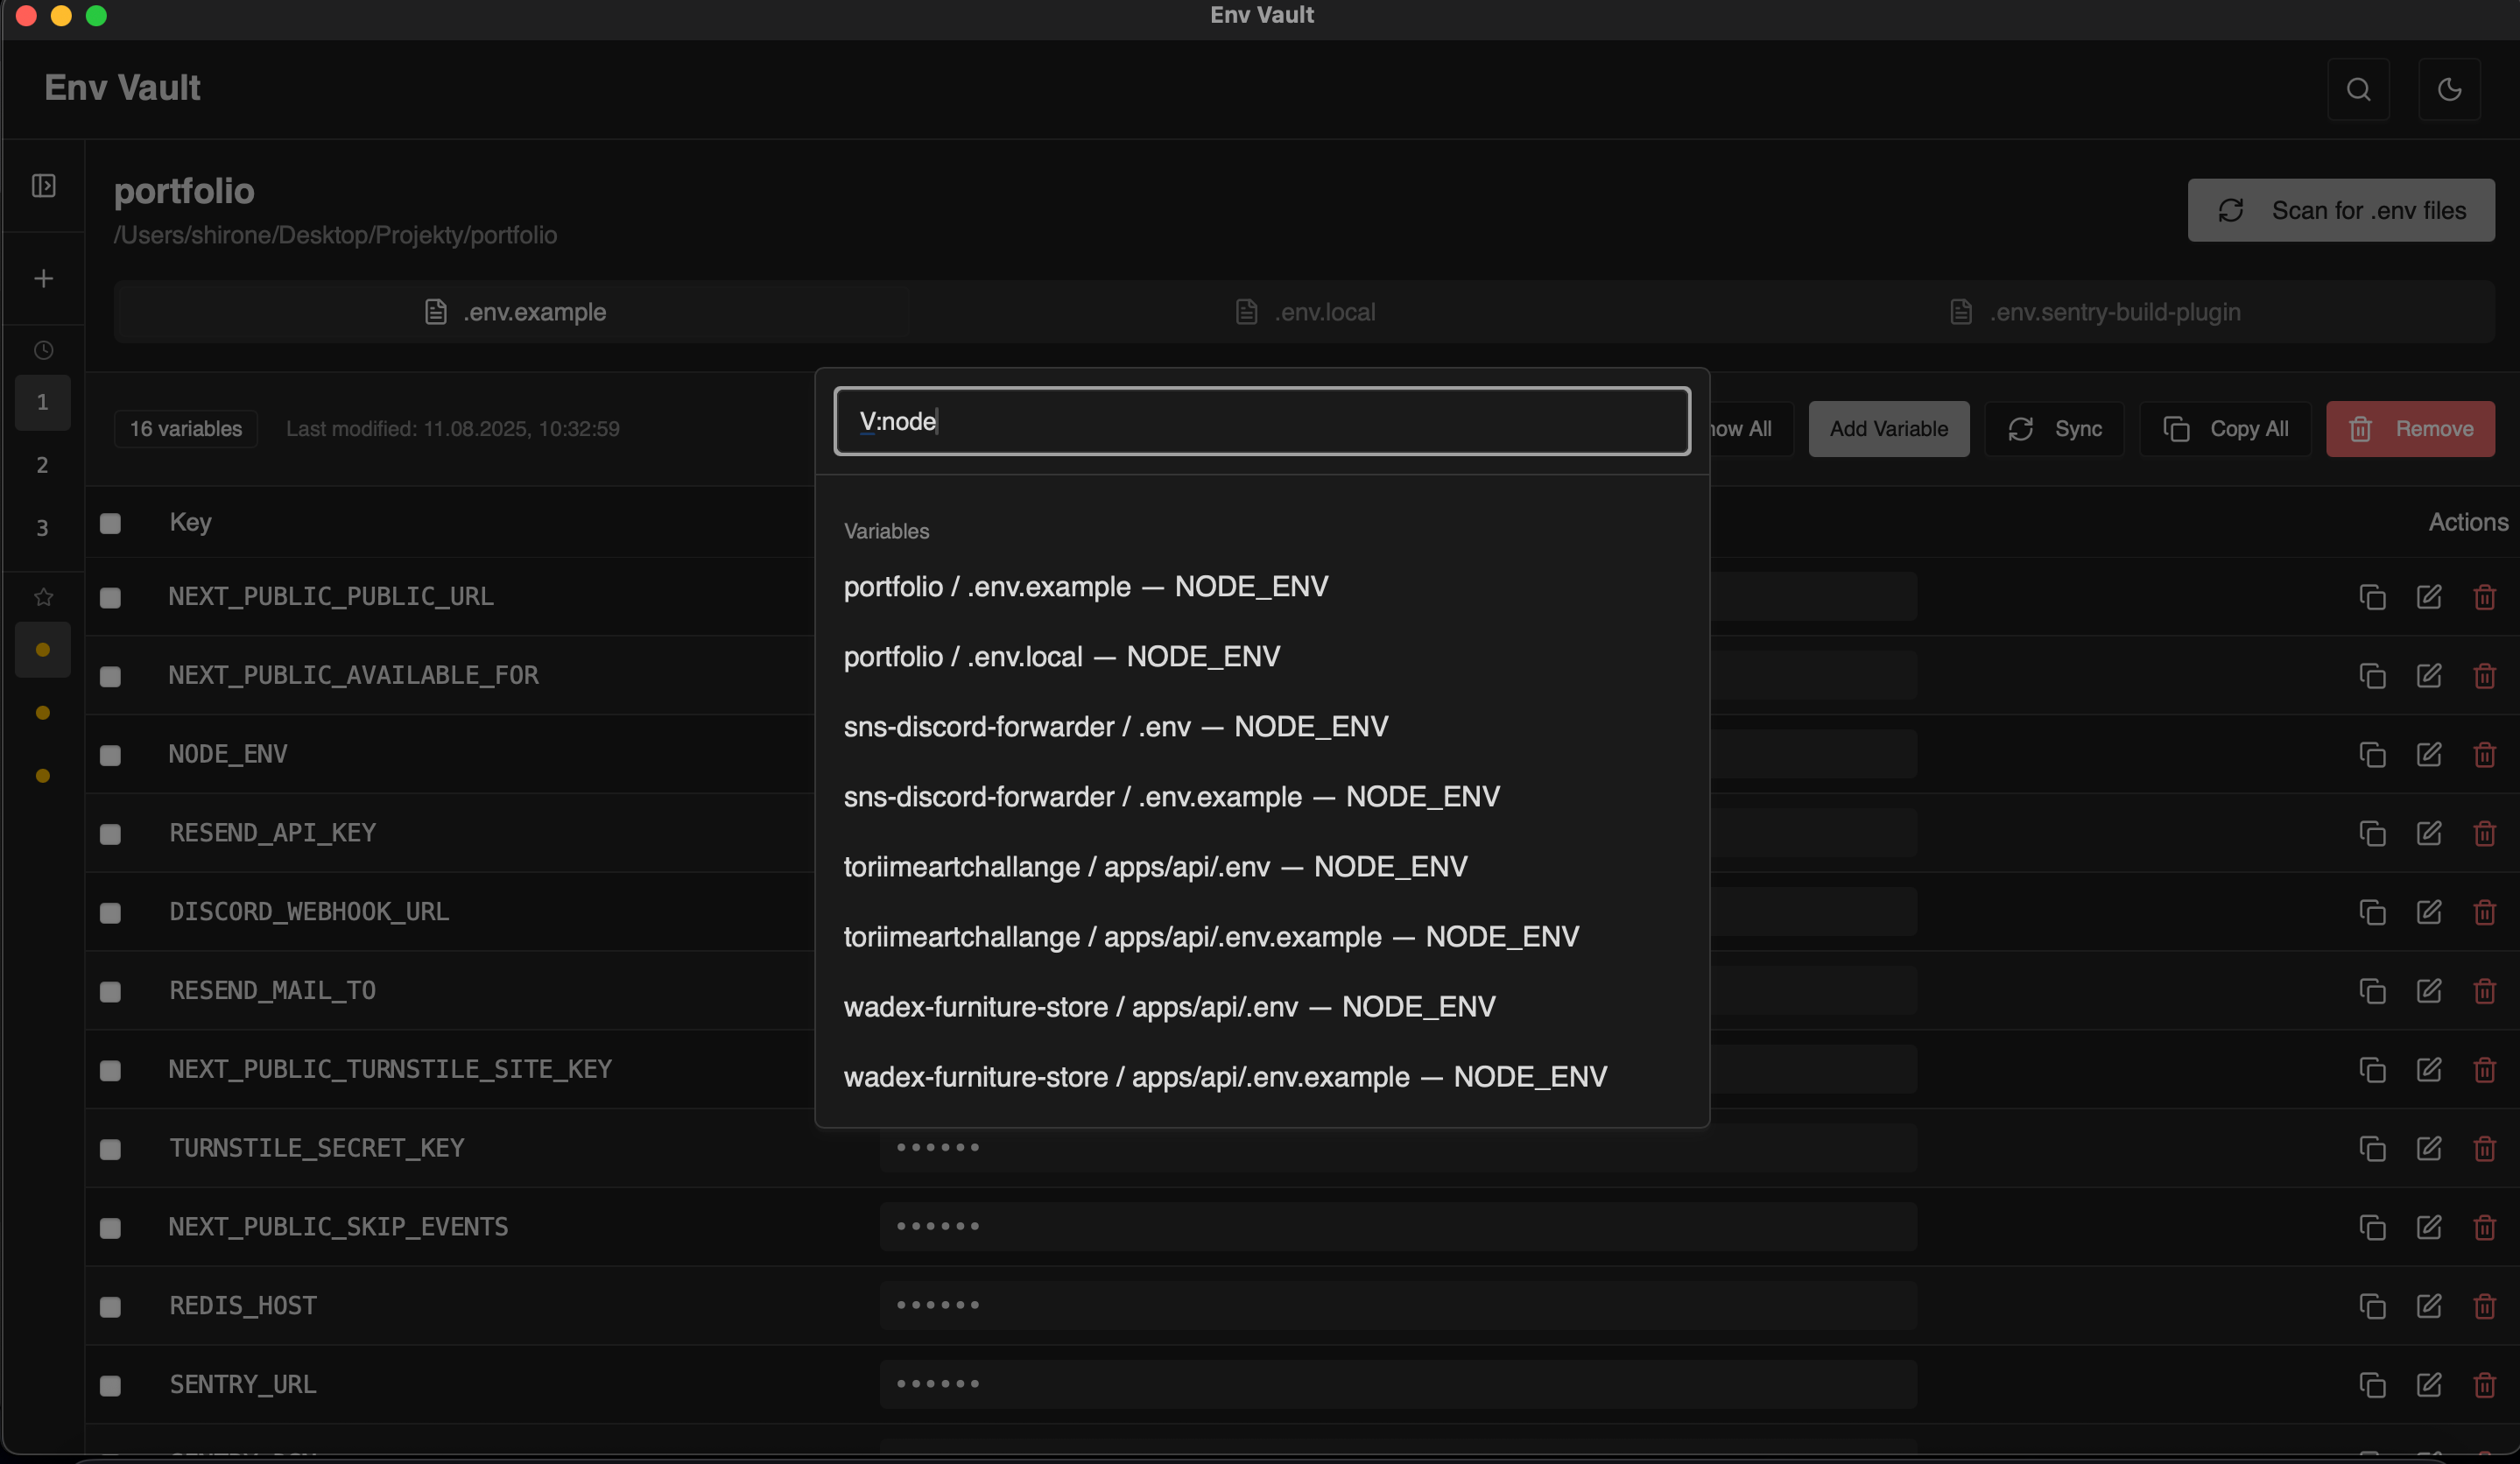 Env Vault
Env Vault
portfolio
/Users/shirone/Desktop/Projekty/portfolio
Scan for .env files
.env.example
.env.local
.env.sentry-build-plugin
1
2
3
V:node
16 variables
Last modified: 11.08.2025, 10:32:59
All
Add Variable
Sync
Copy All
Remove
Key
Actions
Variables
portfolio / .env.example — NODE_ENV
portfolio / .env.local — NODE_ENV
sns-discord-forwarder / .env — NODE_ENV
sns-discord-forwarder / .env.example — NODE_ENV
toriimeartchallange / apps/api/.env — NODE_ENV
toriimeartchallange / apps/api/.env.example — NODE_ENV
wadex-furniture-store / apps/api/.env — NODE_ENV
wadex-furniture-store / apps/api/.env.example — NODE_ENV
NEXT_PUBLIC_PUBLIC_URL
NEXT_PUBLIC_AVAILABLE_FOR
NODE_ENV
RESEND_API_KEY
DISCORD_WEBHOOK_URL
RESEND_MAIL_TO
NEXT_PUBLIC_TURNSTILE_SITE_KEY
TURNSTILE_SECRET_KEY ••••••
NEXT_PUBLIC_SKIP_EVENTS ••••••
REDIS_HOST ••••••
SENTRY_URL ••••••